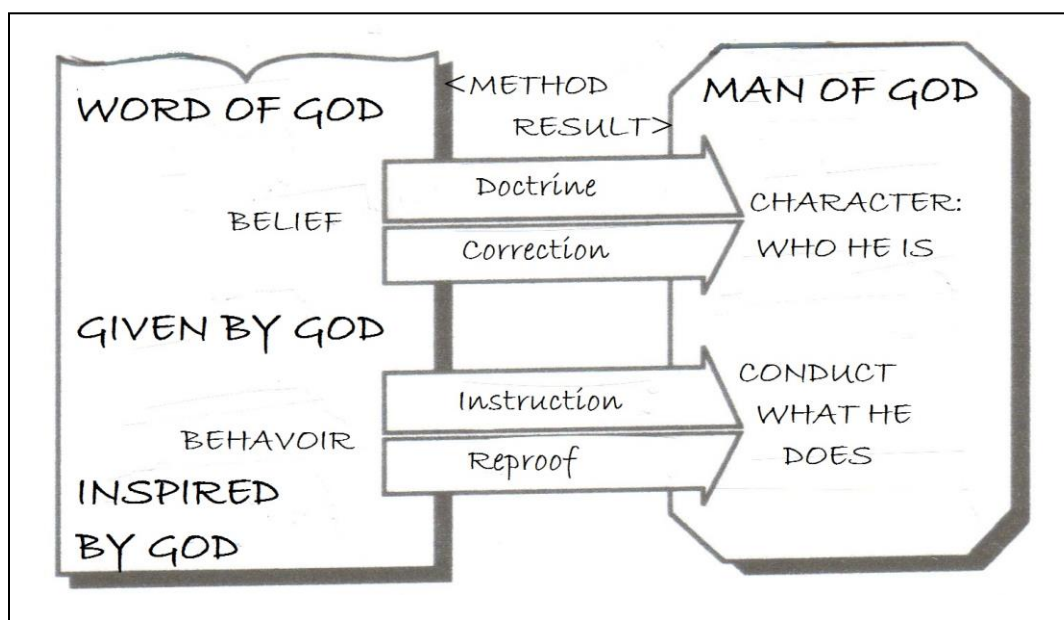 WORD OF GOD
<METHOD
RESULT>
MAN OF GOD
BELIEF
Doctrine
Correction
CHARACTER:
WHO HE IS
GIVEN BY GOD
BEHAVOIR
Instruction
Reproof
CONDUCT
WHAT HE
DOES
INSPIRED
BY GOD